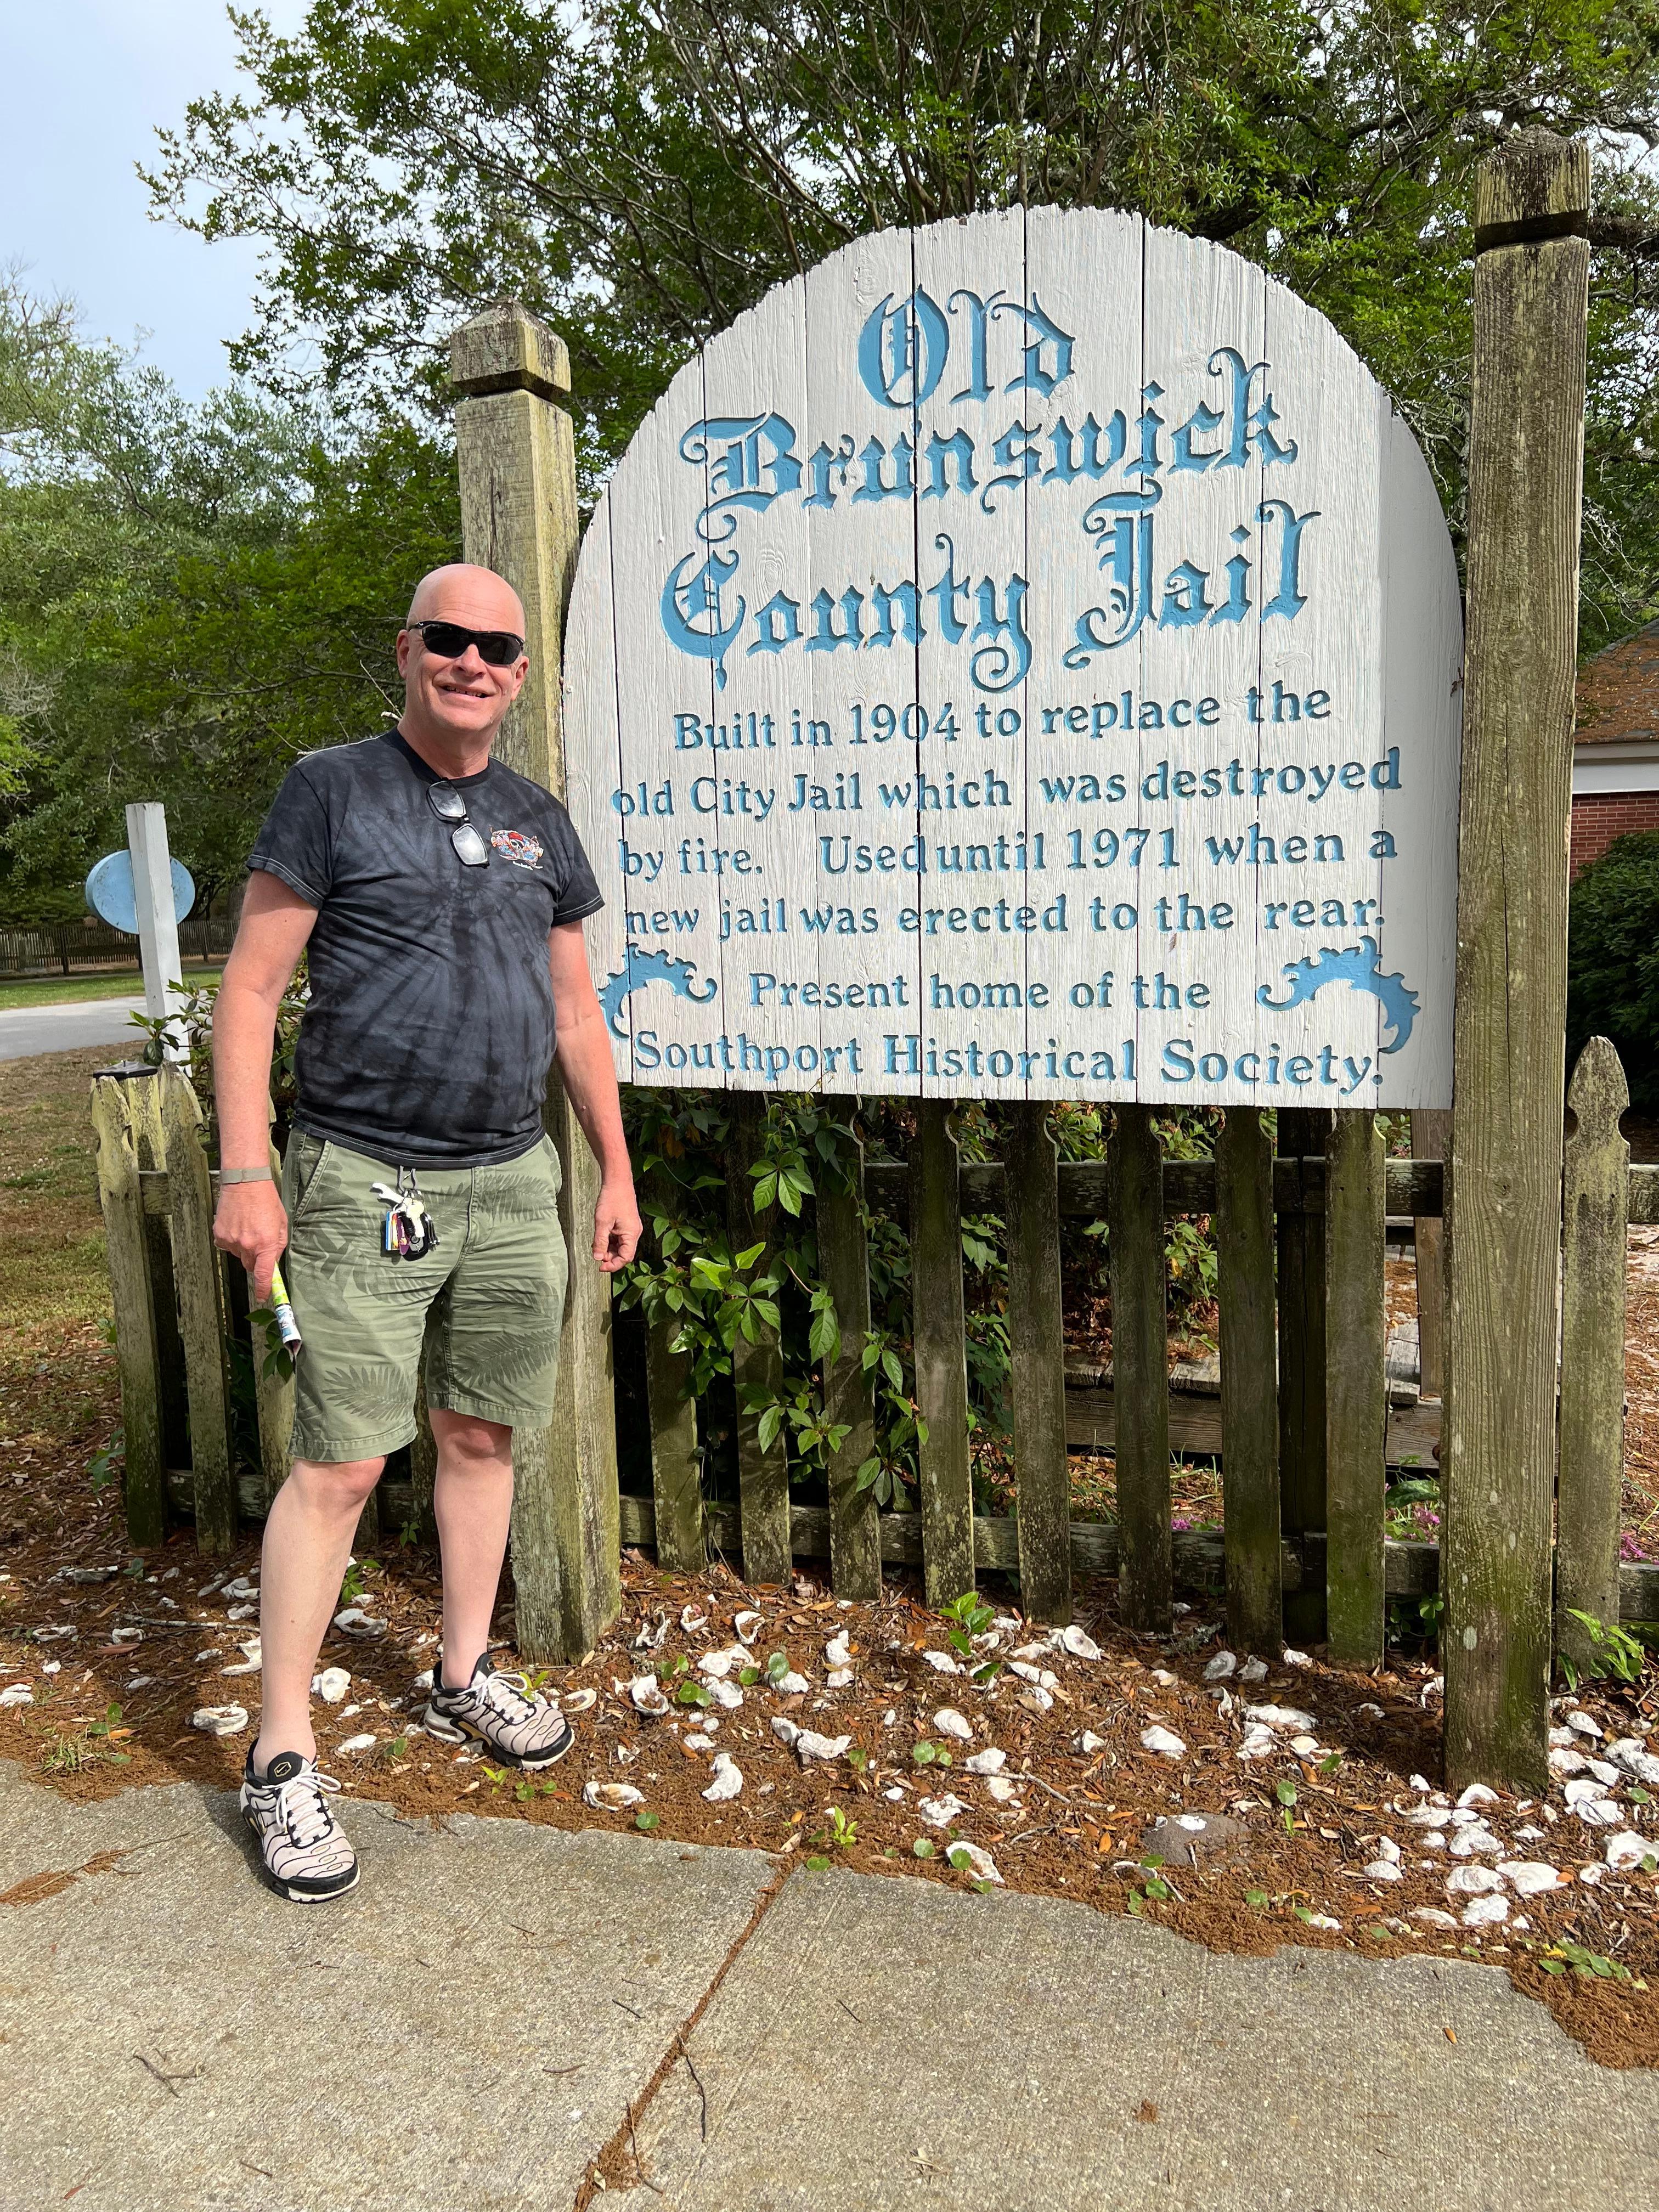 Old
Brunswick
County Jail
Built in 1904 to replace the
old City Jail which was destroyed
by fire. Used until 1971 when a
new jail was erected to the rear.
Present home of the
Southport Historical Society.